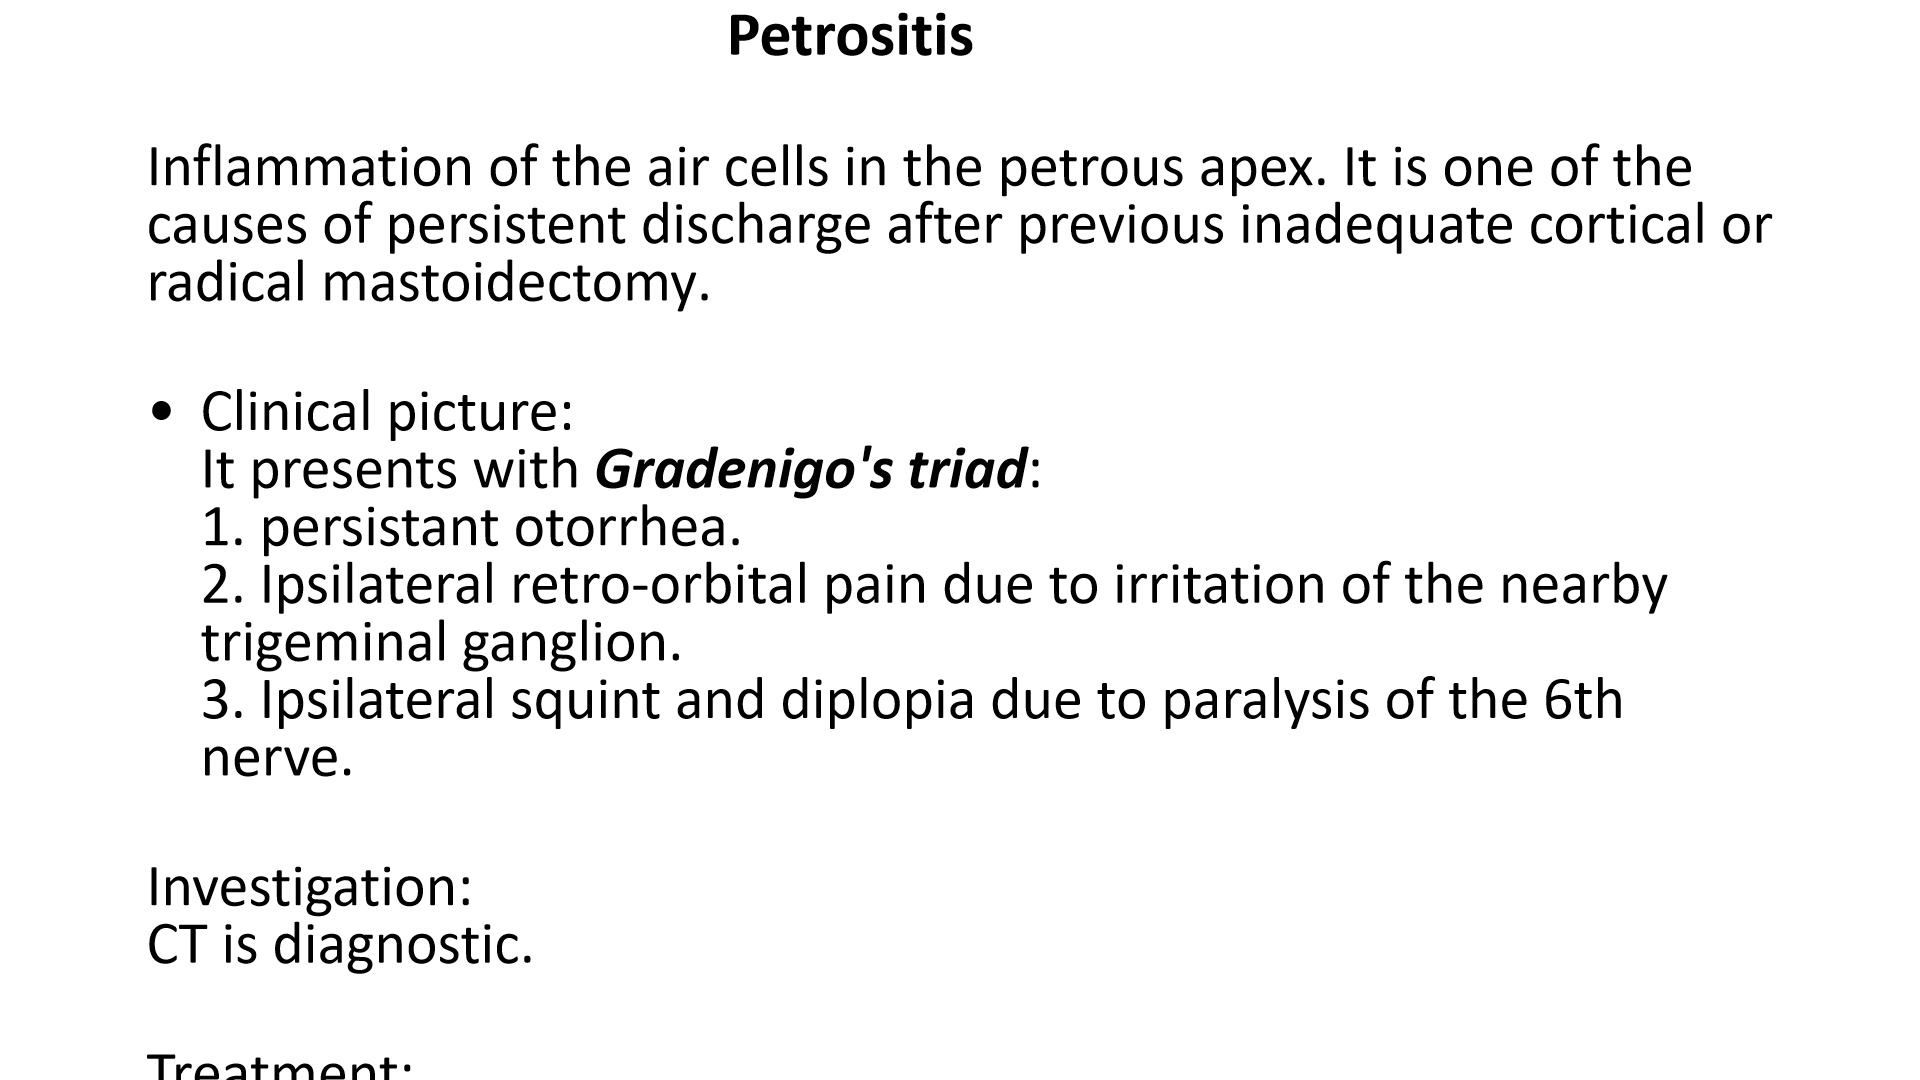 Petrositis
Inflammation of the air cells in the petrous apex. It is one of the
causes of persistent discharge after previous inadequate cortical or
radical mastoidectomy.
• Clinical picture:
It presents with Gradenigo's triad:
1. persistant otorrhea.
2. Ipsilateral retro-orbital pain due to irritation of the nearby
trigeminal ganglion.
3. Ipsilateral squint and diplopia due to paralysis of the 6th
nerve.
Investigation:
CT is diagnostic.
Treatment: